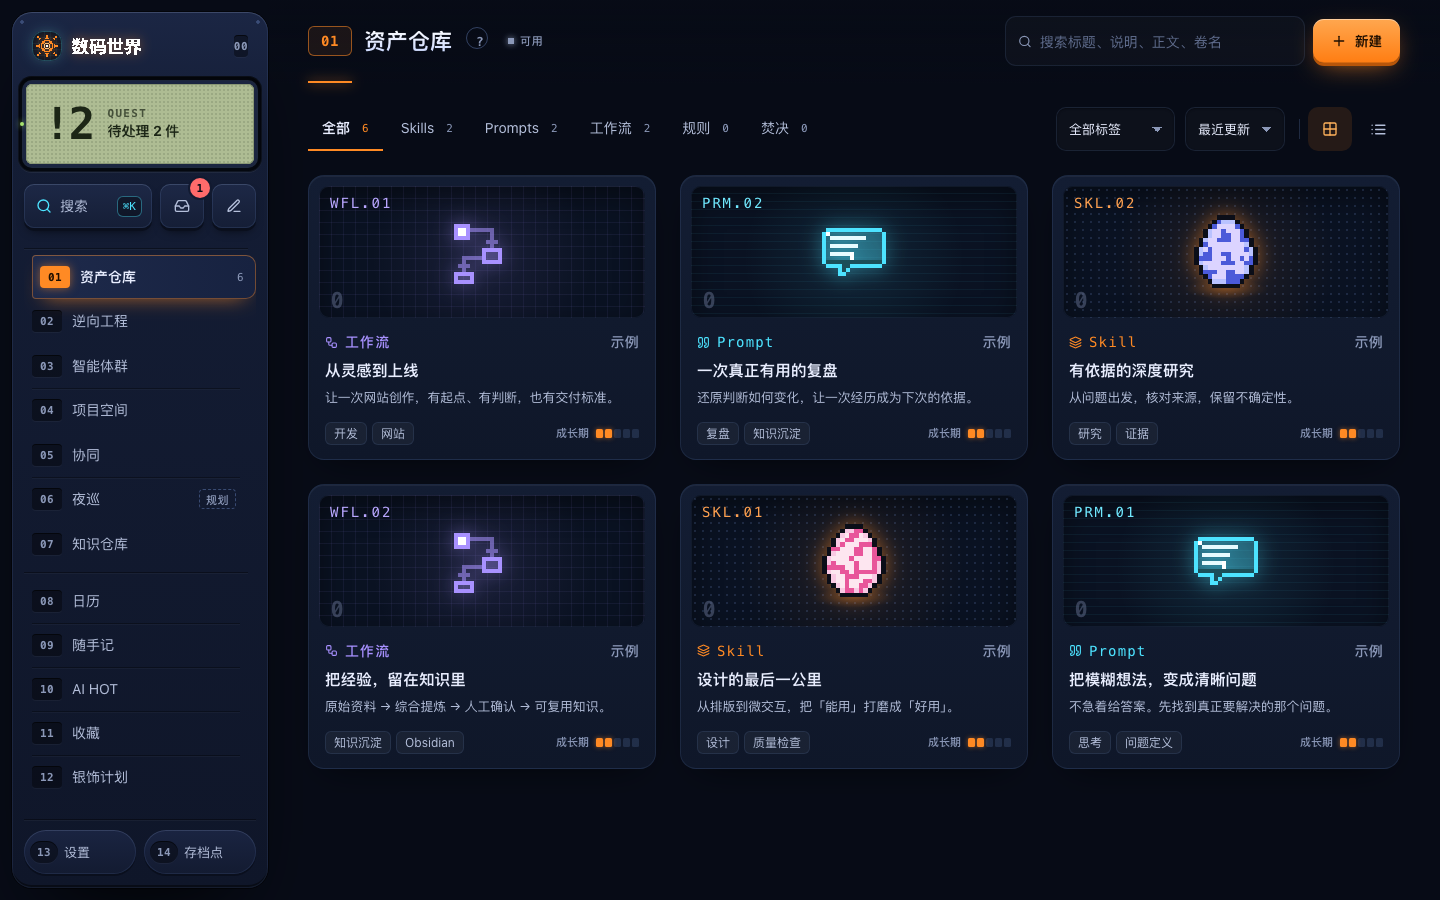 数码世界
00
!2
QUEST
待处理 2 件
搜索
⌘K
1
01 资产仓库 6
02 逆向工程
03 智能体群
04 项目空间
05 协同
06 夜巡 规划
07 知识仓库
08 日历
09 随手记
10 AI HOT
11 收藏
12 银饰计划
13 设置
14 存档点
01 资产仓库 ? 可用
搜索标题、说明、正文、卷名
+ 新建
全部 6 Skills 2 Prompts 2 工作流 2 规则 0 焚决 0
全部标签 最近更新
WFL.01
0
工作流 示例
从灵感到上线
让一次网站创作，有起点、有判断，也有交付标准。
开发 网站 成长期
PRM.02
0
Prompt 示例
一次真正有用的复盘
还原判断如何变化，让一次经历成为下次的依据。
复盘 知识沉淀 成长期
SKL.02
0
Skill 示例
有依据的深度研究
从问题出发，核对来源，保留不确定性。
研究 证据 成长期
WFL.02
0
工作流 示例
把经验，留在知识里
原始资料 → 综合提炼 → 人工确认 → 可复用知识。
知识沉淀 Obsidian 成长期
SKL.01
0
Skill 示例
设计的最后一公里
从排版到微交互，把「能用」打磨成「好用」。
设计 质量检查 成长期
PRM.01
0
Prompt 示例
把模糊想法，变成清晰问题
不急着给答案。先找到真正要解决的那个问题。
思考 问题定义 成长期